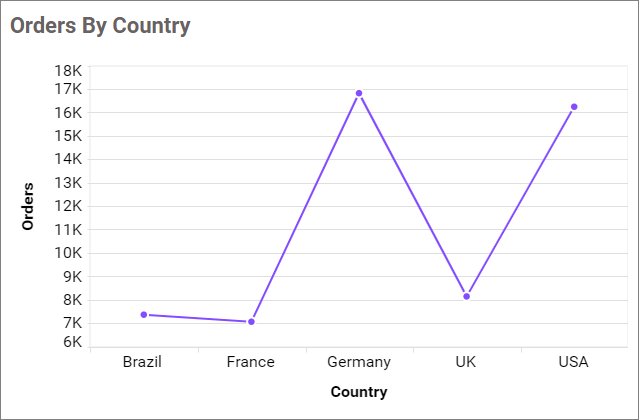 Orders By Country
18K
17K
16K
15K
14K
13K
12K
11K
10K
9K
8K
7K
6K
Orders
Brazil France Germany UK USA
Country